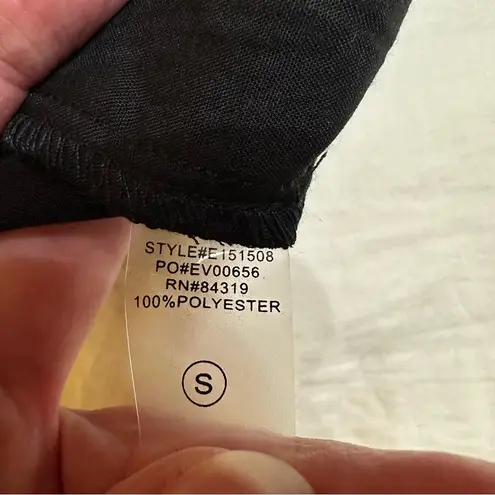 STYLE#E151508
PO#EV00656
RN#84319
100%POLYESTER
S